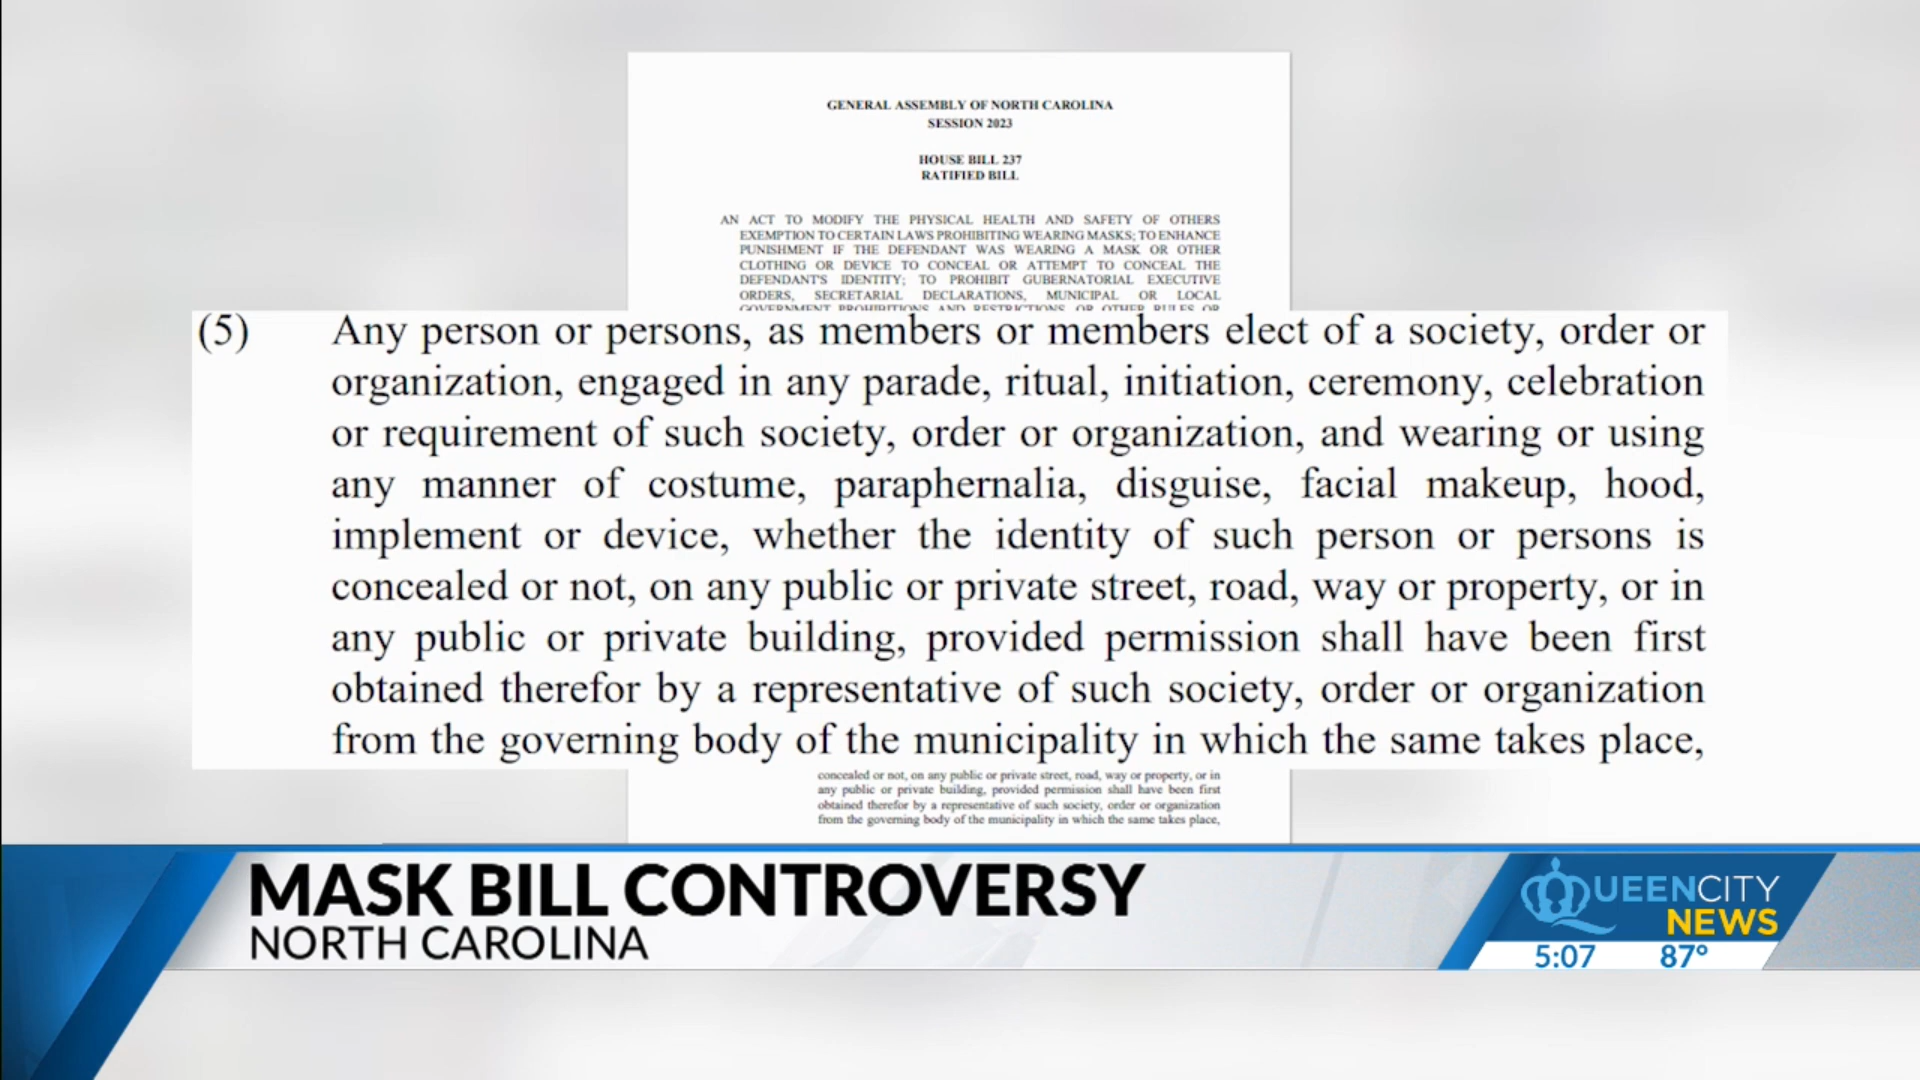 GENERAL ASSEMBLY OF NORTH CAROLINA
SESSION 2023
HOUSE BILL 237
RATIFIED BILL
AN ACT TO MODIFY THE PHYSICAL HEALTH AND SAFETY OF OTHERS
EXEMPTION TO CERTAIN LAWS PROHIBITING WEARING MASKS; TO ENHANCE
PUNISHMENT IF THE DEFENDANT WAS WEARING A MASK OR OTHER
CLOTHING OR DEVICE TO CONCEAL OR ATTEMPT TO CONCEAL THE
DEFENDANT'S IDENTITY; TO PROHIBIT GUBERNATORIAL EXECUTIVE
ORDERS, SECRETARIAL DECLARATIONS, MUNICIPAL OR LOCAL
GOVERNMENT PROHIBITIONS AND RESTRICTIONS, OR OTHER RULES OR
(5) Any person or persons, as members or members elect of a society, order or
organization, engaged in any parade, ritual, initiation, ceremony, celebration
or requirement of such society, order or organization, and wearing or using
any manner of costume, paraphernalia, disguise, facial makeup, hood,
implement or device, whether the identity of such person or persons is
concealed or not, on any public or private street, road, way or property, or in
any public or private building, provided permission shall have been first
obtained therefor by a representative of such society, order or organization
from the governing body of the municipality in which the same takes place,
concealed or not, on any public or private street, road, way or property, or in
any public or private building, provided permission shall have been first
obtained therefor by a representative of such society, order or organization
from the governing body of the municipality in which the same takes place,
MASK BILL CONTROVERSY
NORTH CAROLINA
QUEEN CITY
NEWS
5:07 87°